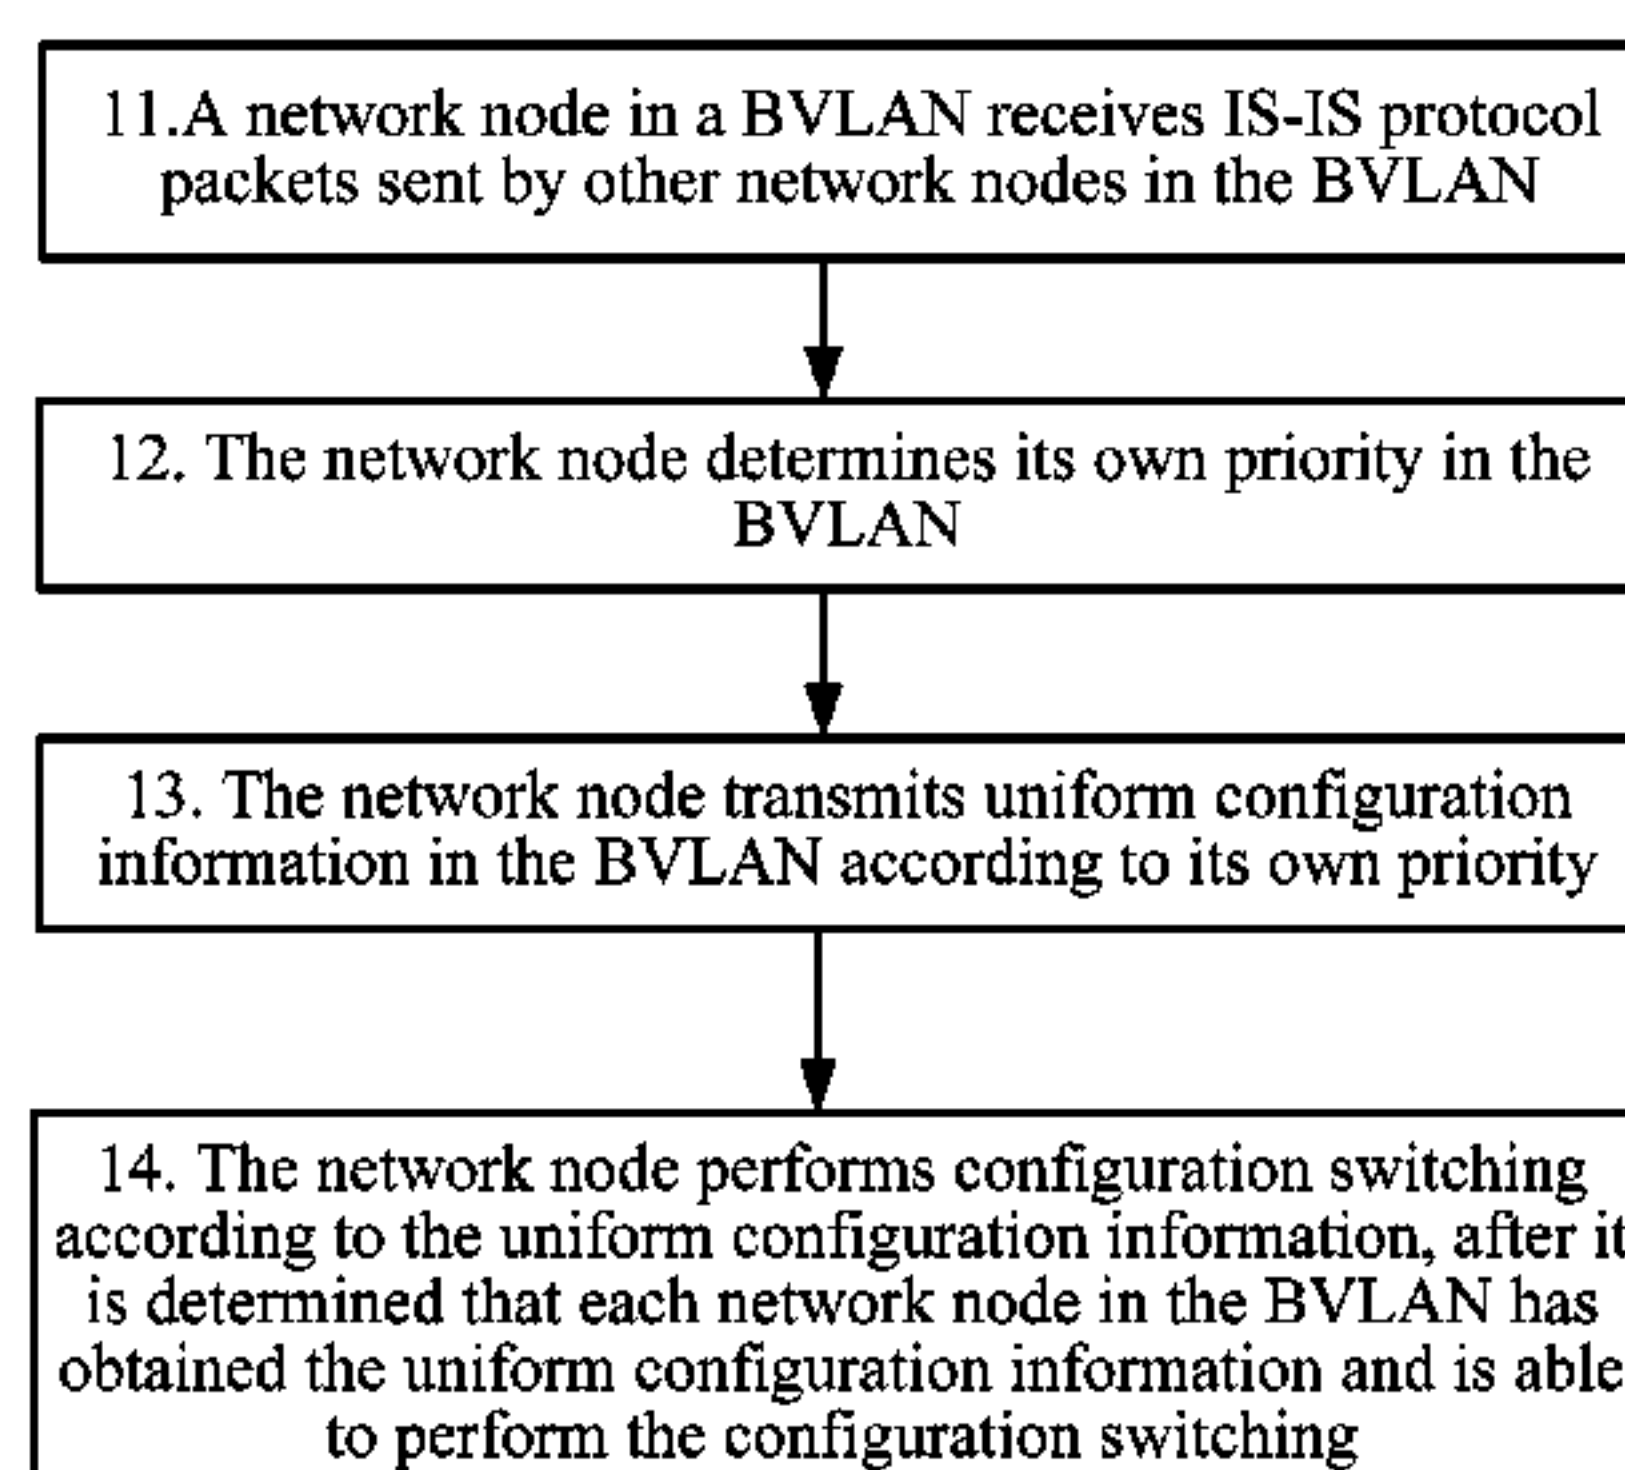 11.A network node in a BVLAN receives IS-IS protocol
packets sent by other network nodes in the BVLAN
12. The network node determines its own priority in the
BVLAN
13. The network node transmits uniform configuration
information in the BVLAN according to its own priority
14. The network node performs configuration switching
according to the uniform configuration information, after it
is determined that each network node in the BVLAN has
obtained the uniform configuration information and is able
to perform the configuration switching